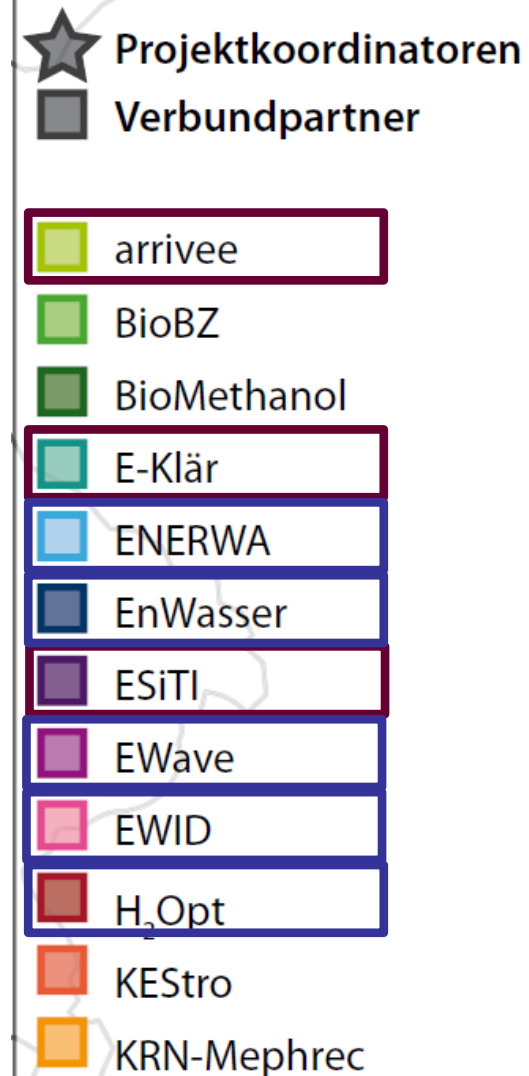 Projektkoordinatoren
Verbundpartner
arrivee
BioBZ
BioMethanol
E-Klär
ENERWA
EnWasser
ESiTI
EWave
EWID
H₂Opt
KEStro
KRN-Mephrec